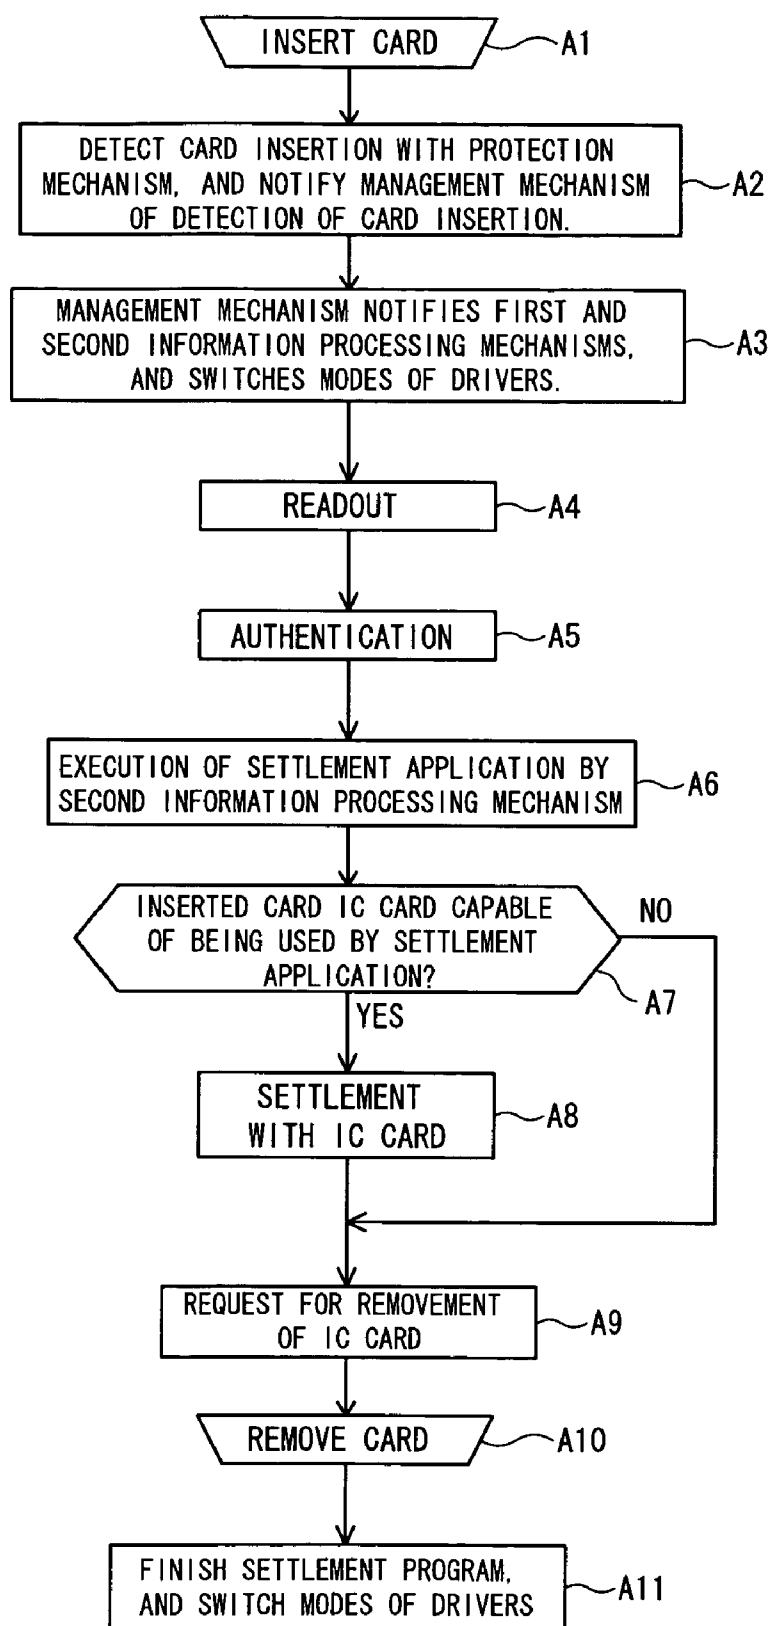 INSERT CARD
A1
DETECT CARD INSERTION WITH PROTECTION
MECHANISM, AND NOTIFY MANAGEMENT MECHANISM
OF DETECTION OF CARD INSERTION.
A2
MANAGEMENT MECHANISM NOTIFIES FIRST AND
SECOND INFORMATION PROCESSING MECHANISMS,
AND SWITCHES MODES OF DRIVERS.
A3
READOUT
A4
AUTHENTICATION
A5
EXECUTION OF SETTLEMENT APPLICATION BY
SECOND INFORMATION PROCESSING MECHANISM
A6
INSERTED CARD IC CARD CAPABLE
OF BEING USED BY SETTLEMENT
APPLICATION?
NO
A7
YES
SETTLEMENT
WITH IC CARD
A8
REQUEST FOR REMOVEMENT
OF IC CARD
A9
REMOVE CARD
A10
FINISH SETTLEMENT PROGRAM,
AND SWITCH MODES OF DRIVERS
A11